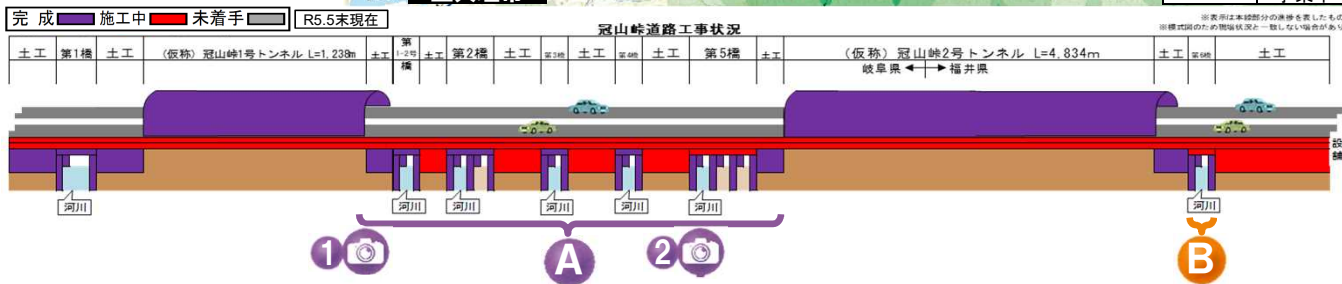 完 成 施工中 未着手
R5.5末現在
冠山峠道路工事状況
※表示は本線部分の進捗を表したもの
※模式図のため現場状況と一致しない場合があり
土工 第1橋 土工 (仮称) 冠山峠1号トンネル L=1,238m 土工 第1-2号橋 土工 第2橋 土工 第3橋 土工 第4橋 土工 第5橋 土工 (仮称) 冠山峠2号トンネル L=4,834m 土工 第6橋 土工
岐阜県 福井県
設
舗
河川 河川 河川 河川 河川 河川 河川
1 A 2 B